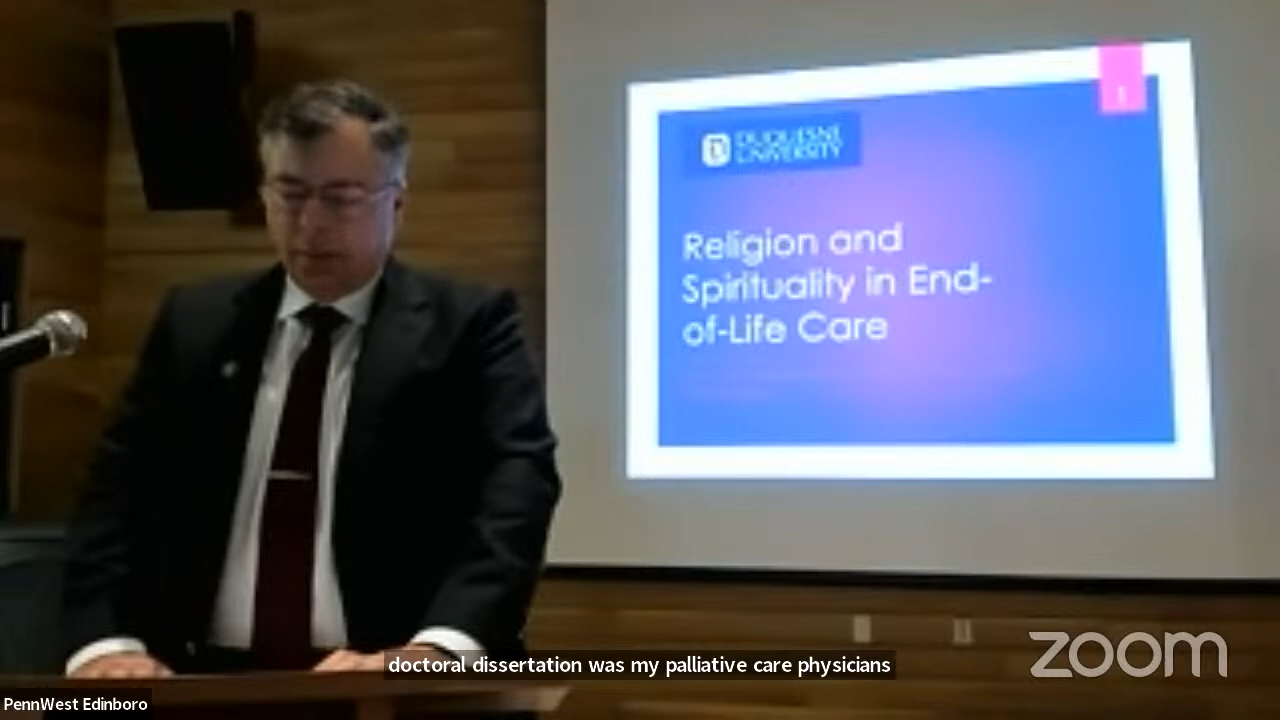 1
DUQUESNE
UNIVERSITY
Religion and
Spirituality in End-
of-Life Care
doctoral dissertation was my palliative care physicians
zoom
PennWest Edinboro